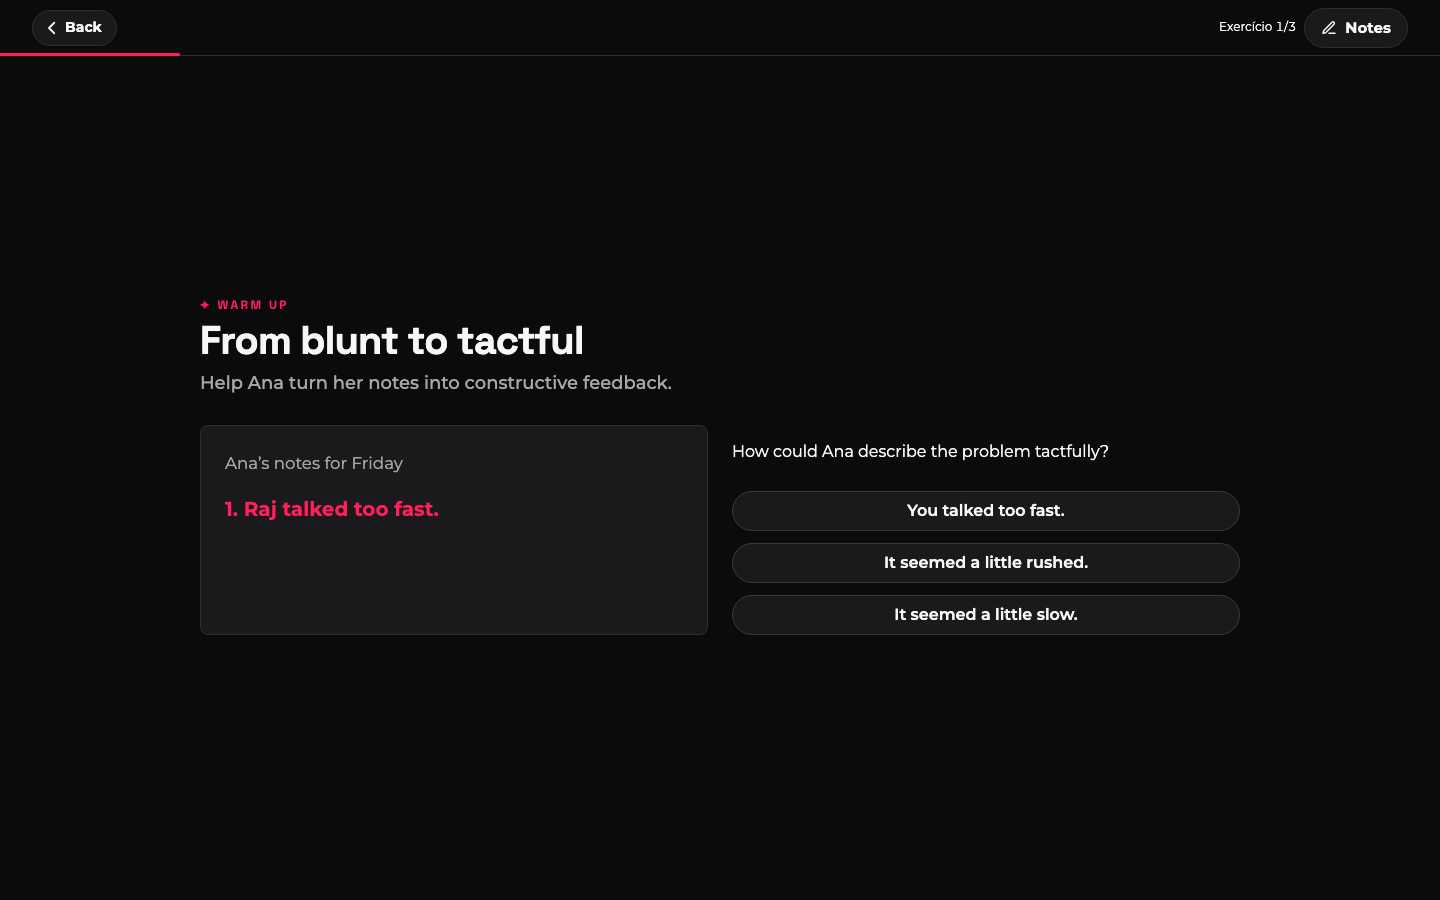 Back
Exercício 1/3
Notes
✦ WARM UP
From blunt to tactful
Help Ana turn her notes into constructive feedback.
Ana’s notes for Friday
1. Raj talked too fast.
How could Ana describe the problem tactfully?
You talked too fast.
It seemed a little rushed.
It seemed a little slow.